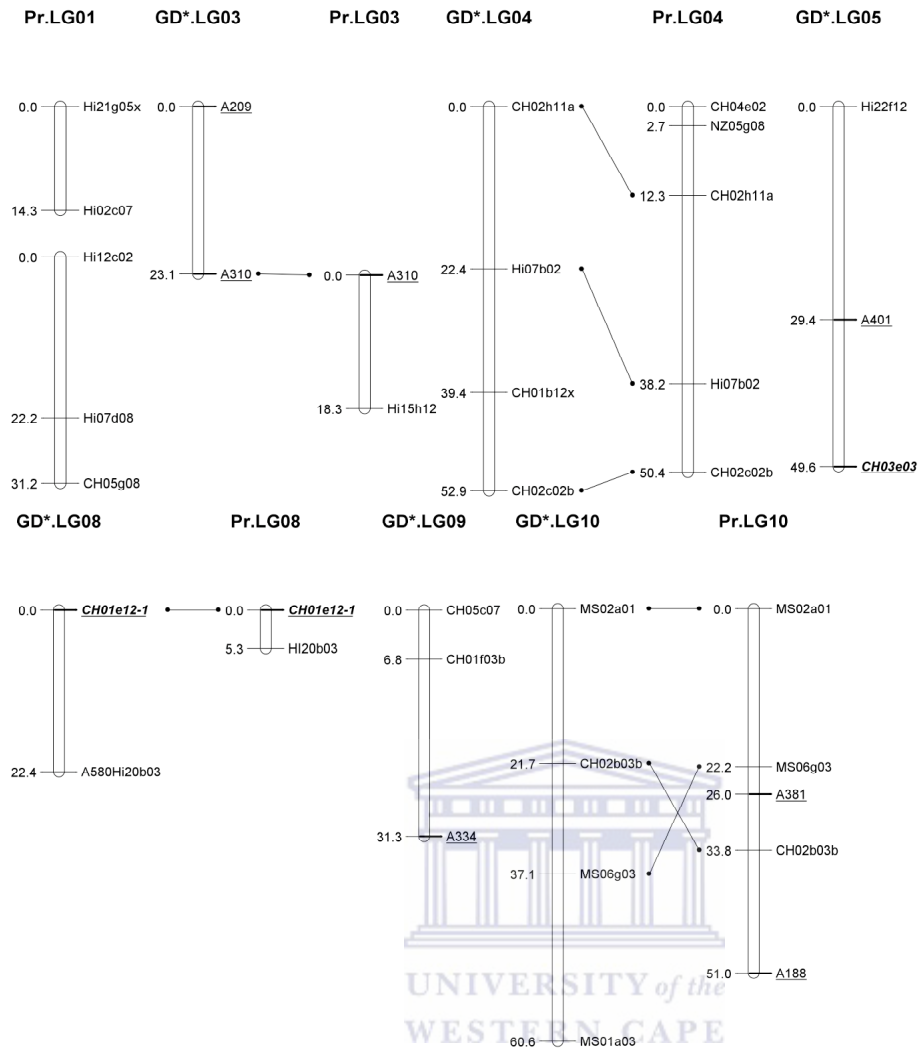 Pr.LG01
GD*.LG03
Pr.LG03
GD*.LG04
Pr.LG04
GD*.LG05
0.0 Hi21g05x
14.3 Hi02c07
0.0 Hi12c02
22.2 Hi07d08
31.2 CH05g08
0.0 A209
23.1 A310
0.0 A310
18.3 Hi15h12
0.0 CH02h11a
22.4 Hi07b02
39.4 CH01b12x
52.9 CH02c02b
0.0 CH04e02
2.7 NZ05g08
12.3 CH02h11a
38.2 Hi07b02
50.4 CH02c02b
0.0 Hi22f12
29.4 A401
49.6 CH03e03
GD*.LG08
Pr.LG08
GD*.LG09
GD*.LG10
Pr.LG10
0.0 CH01e12-1
22.4 A580Hi20b03
0.0 CH01e12-1
5.3 HI20b03
0.0 CH05c07
6.8 CH01f03b
31.3 A334
0.0 MS02a01
21.7 CH02b03b
37.1 MS06g03
60.6 MS01a03
0.0 MS02a01
22.2 MS06g03
26.0 A381
33.8 CH02b03b
51.0 A188
UNIVERSITY of the
WESTERN CAPE